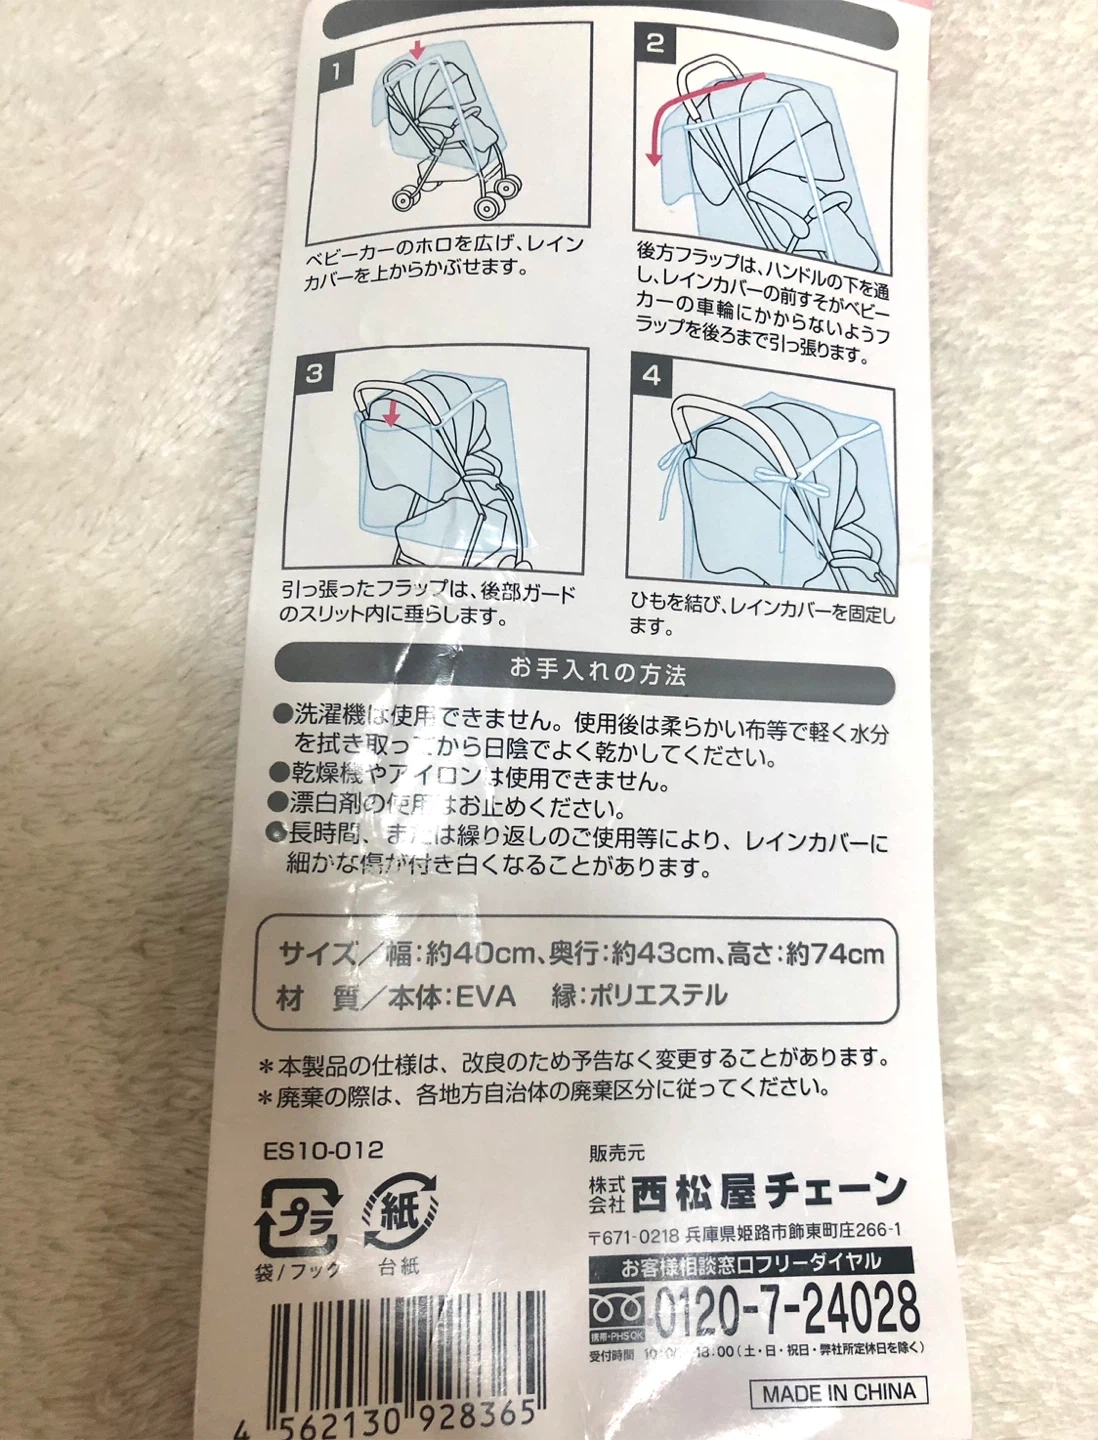 1
ベビーカーのホロを広げ、レイン
カバーを上からかぶせます。
2
後方フラップは、ハンドルの下を通
し、レインカバーの前すそがベビー
カーの車輪にかからないようフ
ラップを後ろまで引っ張ります。
3
引っ張ったフラップは、後部ガード
のスリット内に垂らします。
4
ひもを結び、レインカバーを固定し
ます。
お手入れの方法
●洗濯機は使用できません。使用後は柔らかい布等で軽く水分
を拭き取ってから日陰でよく乾かしてください。
●乾燥機やアイロンは使用できません。
●漂白剤の使用はお止めください。
●長時間、または繰り返しのご使用等により、レインカバーに
細かな傷が付き白くなることがあります。
サイズ／幅：約40cm、奥行：約43cm、高さ：約74cm
材　質／本体：EVA　縁：ポリエステル
＊本製品の仕様は、改良のため予告なく変更することがあります。
＊廃棄の際は、各地方自治体の廃棄区分に従ってください。
ES10-012
プラ
袋/フック
紙
台紙
4 562130 928365
販売元
株式会社 西松屋チェーン
〒671-0218 兵庫県姫路市飾東町庄266-1
お客様相談窓口フリーダイヤル
0120-7-24028
携帯・PHS OK
受付時間 18:00（土・日・祝日・弊社所定休日を除く）
MADE IN CHINA